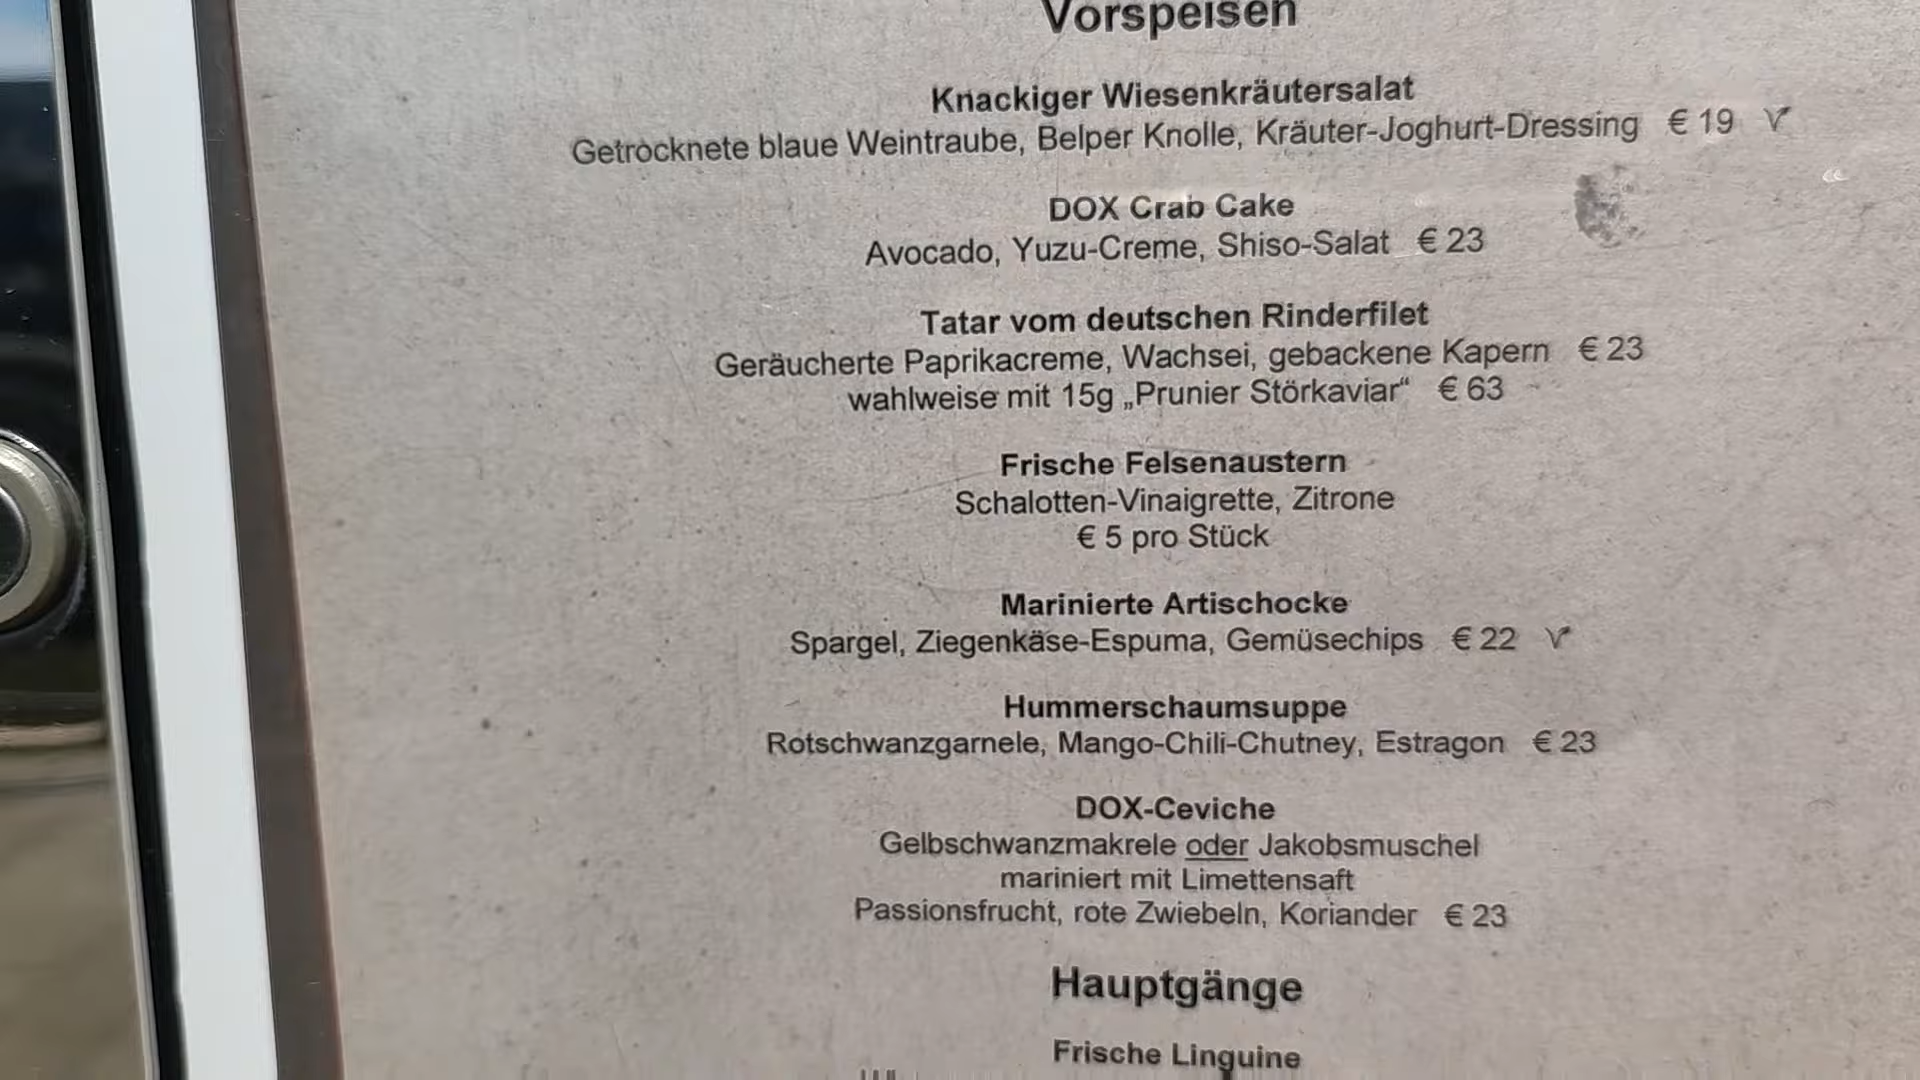 Vorspeisen
Knackiger Wiesenkräutersalat
Getrocknete blaue Weintraube, Belper Knolle, Kräuter-Joghurt-Dressing € 19 V
DOX Crab Cake
Avocado, Yuzu-Creme, Shiso-Salat € 23
Tatar vom deutschen Rinderfilet
Geräucherte Paprikacreme, Wachsei, gebackene Kapern € 23
wahlweise mit 15g „Prunier Störkaviar“ € 63
Frische Felsenaustern
Schalotten-Vinaigrette, Zitrone
€ 5 pro Stück
Marinierte Artischocke
Spargel, Ziegenkäse-Espuma, Gemüsechips € 22 V
Hummerschaumsuppe
Rotschwanzgarnele, Mango-Chili-Chutney, Estragon € 23
DOX-Ceviche
Gelbschwanzmakrele oder Jakobsmuschel
mariniert mit Limettensaft
Passionsfrucht, rote Zwiebeln, Koriander € 23
Hauptgänge
Frische Linguine